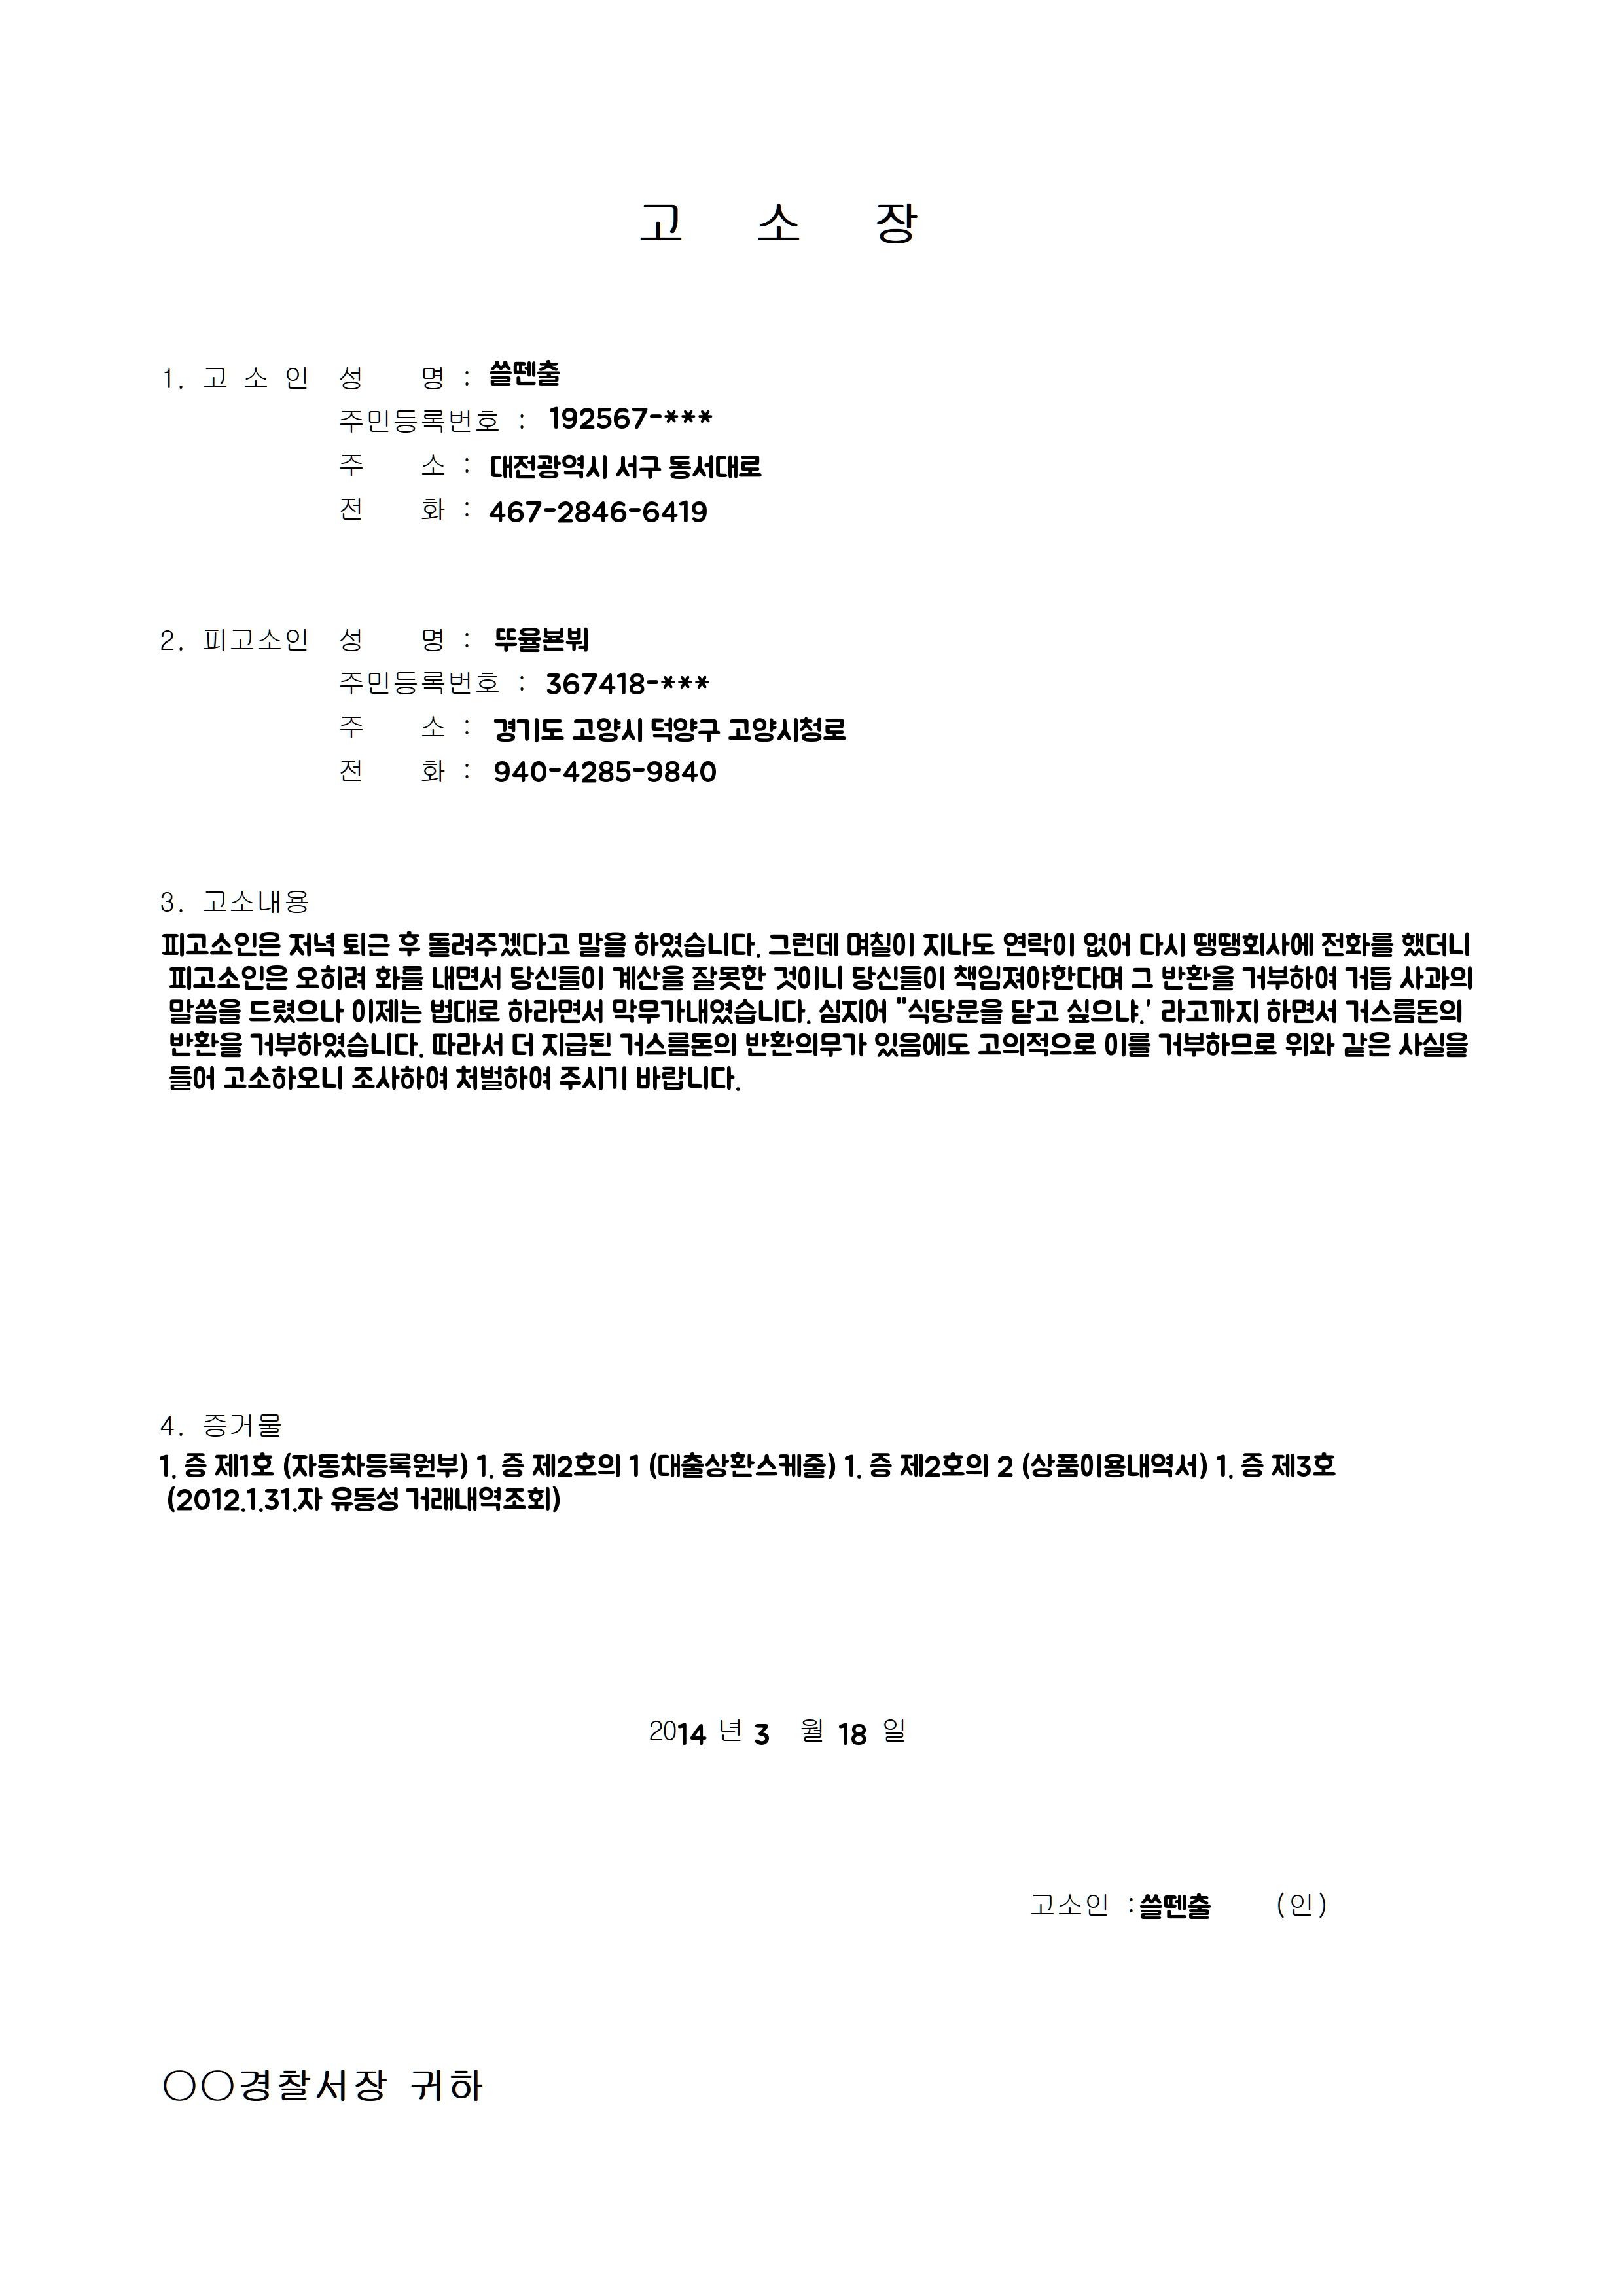 고 소 장
1. 고 소 인 성 명 : 쓸뗀출
주민등록번호 : 192567-***
주 소 : 대전광역시 서구 동서대로
전 화 : 467-2846-6419
2. 피고소인 성 명 : 뚜율뵨붜
주민등록번호 : 367418-***
주 소 : 경기도 고양시 덕양구 고양시청로
전 화 : 940-4285-9840
3. 고소내용
피고소인은 저녁 퇴근 후 돌려주겠다고 말을 하였습니다. 그런데 며칠이 지나도 연락이 없어 다시 땡땡회사에 전화를 했더니
피고소인은 오히려 화를 내면서 당신들이 계산을 잘못한 것이니 당신들이 책임져야한다며 그 반환을 거부하여 거듭 사과의
말씀을 드렸으나 이제는 법대로 하라면서 막무가내였습니다. 심지어 "식당문을 닫고 싶으냐.' 라고까지 하면서 거스름돈의
반환을 거부하였습니다. 따라서 더 지급된 거스름돈의 반환의무가 있음에도 고의적으로 이를 거부하므로 위와 같은 사실을
들어 고소하오니 조사하여 처벌하여 주시기 바랍니다.
4. 증거물
1. 증 제1호 (자동차등록원부) 1. 증 제2호의 1 (대출상환스케줄) 1. 증 제2호의 2 (상품이용내역서) 1. 증 제3호
(2012.1.31.자 유동성 거래내역조회)
2014 년 3 월 18 일
고소인 : 쓸뗀출 (인)
○○경찰서장 귀하